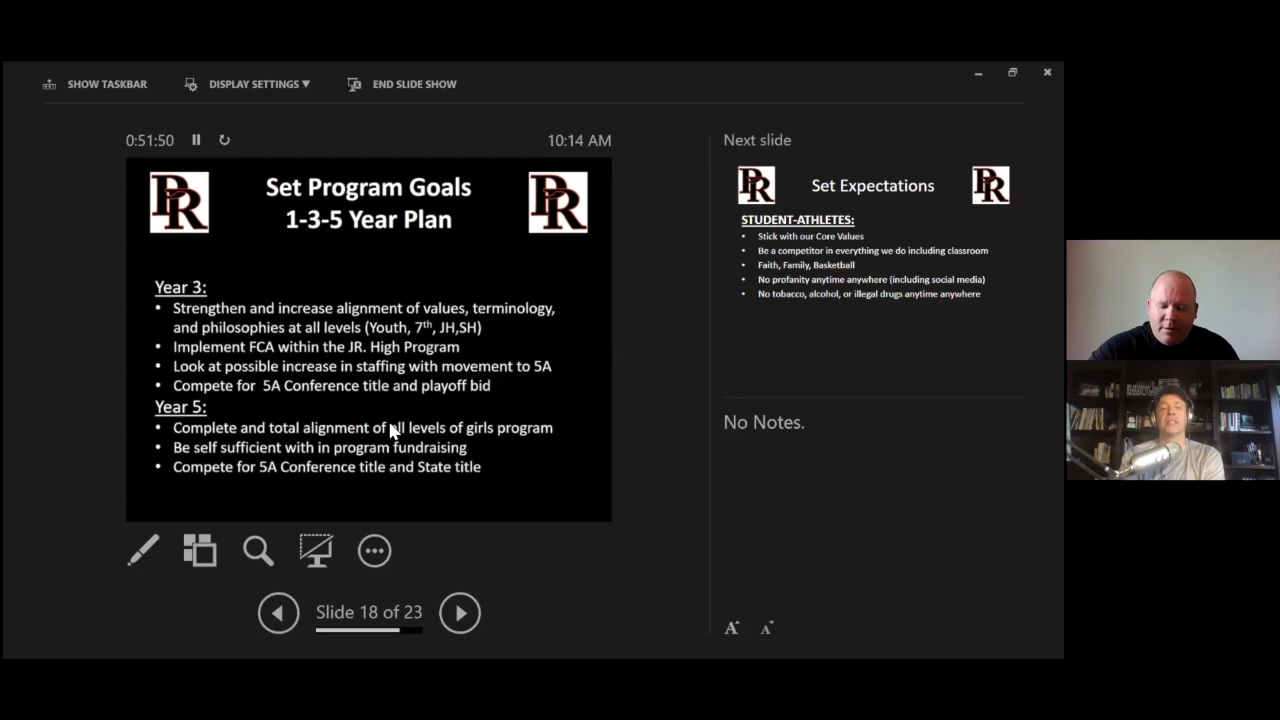 SHOW TASKBAR
DISPLAY SETTINGS ▼
END SLIDE SHOW
0:51:50
10:14 AM
PR
Set Program Goals
1-3-5 Year Plan
PR
Year 3:
• Strengthen and increase alignment of values, terminology,
and philosophies at all levels (Youth, 7th, JH,SH)
• Implement FCA within the JR. High Program
• Look at possible increase in staffing with movement to 5A
• Compete for 5A Conference title and playoff bid
Year 5:
• Complete and total alignment of all levels of girls program
• Be self sufficient with in program fundraising
• Compete for 5A Conference title and State title
Slide 18 of 23
Next slide
PR
Set Expectations
PR
STUDENT-ATHLETES:
• Stick with our Core Values
• Be a competitor in everything we do including classroom
• Faith, Family, Basketball
• No profanity anytime anywhere (including social media)
• No tobacco, alcohol, or illegal drugs anytime anywhere
No Notes.
A A